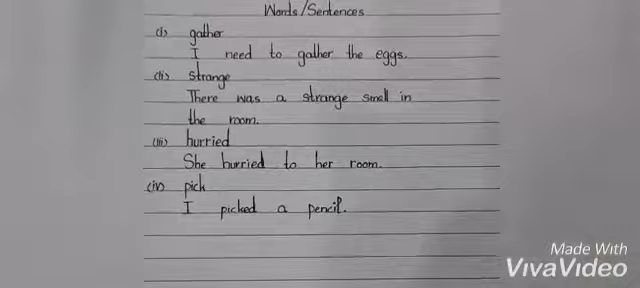 Words/Sentences
(i) gather
I need to gather the eggs.
(ii) strange
There was a strange smell in
the room.
(iii) hurried
She hurried to her room.
(iv) pick
I picked a pencil.
Made With
VivaVideo